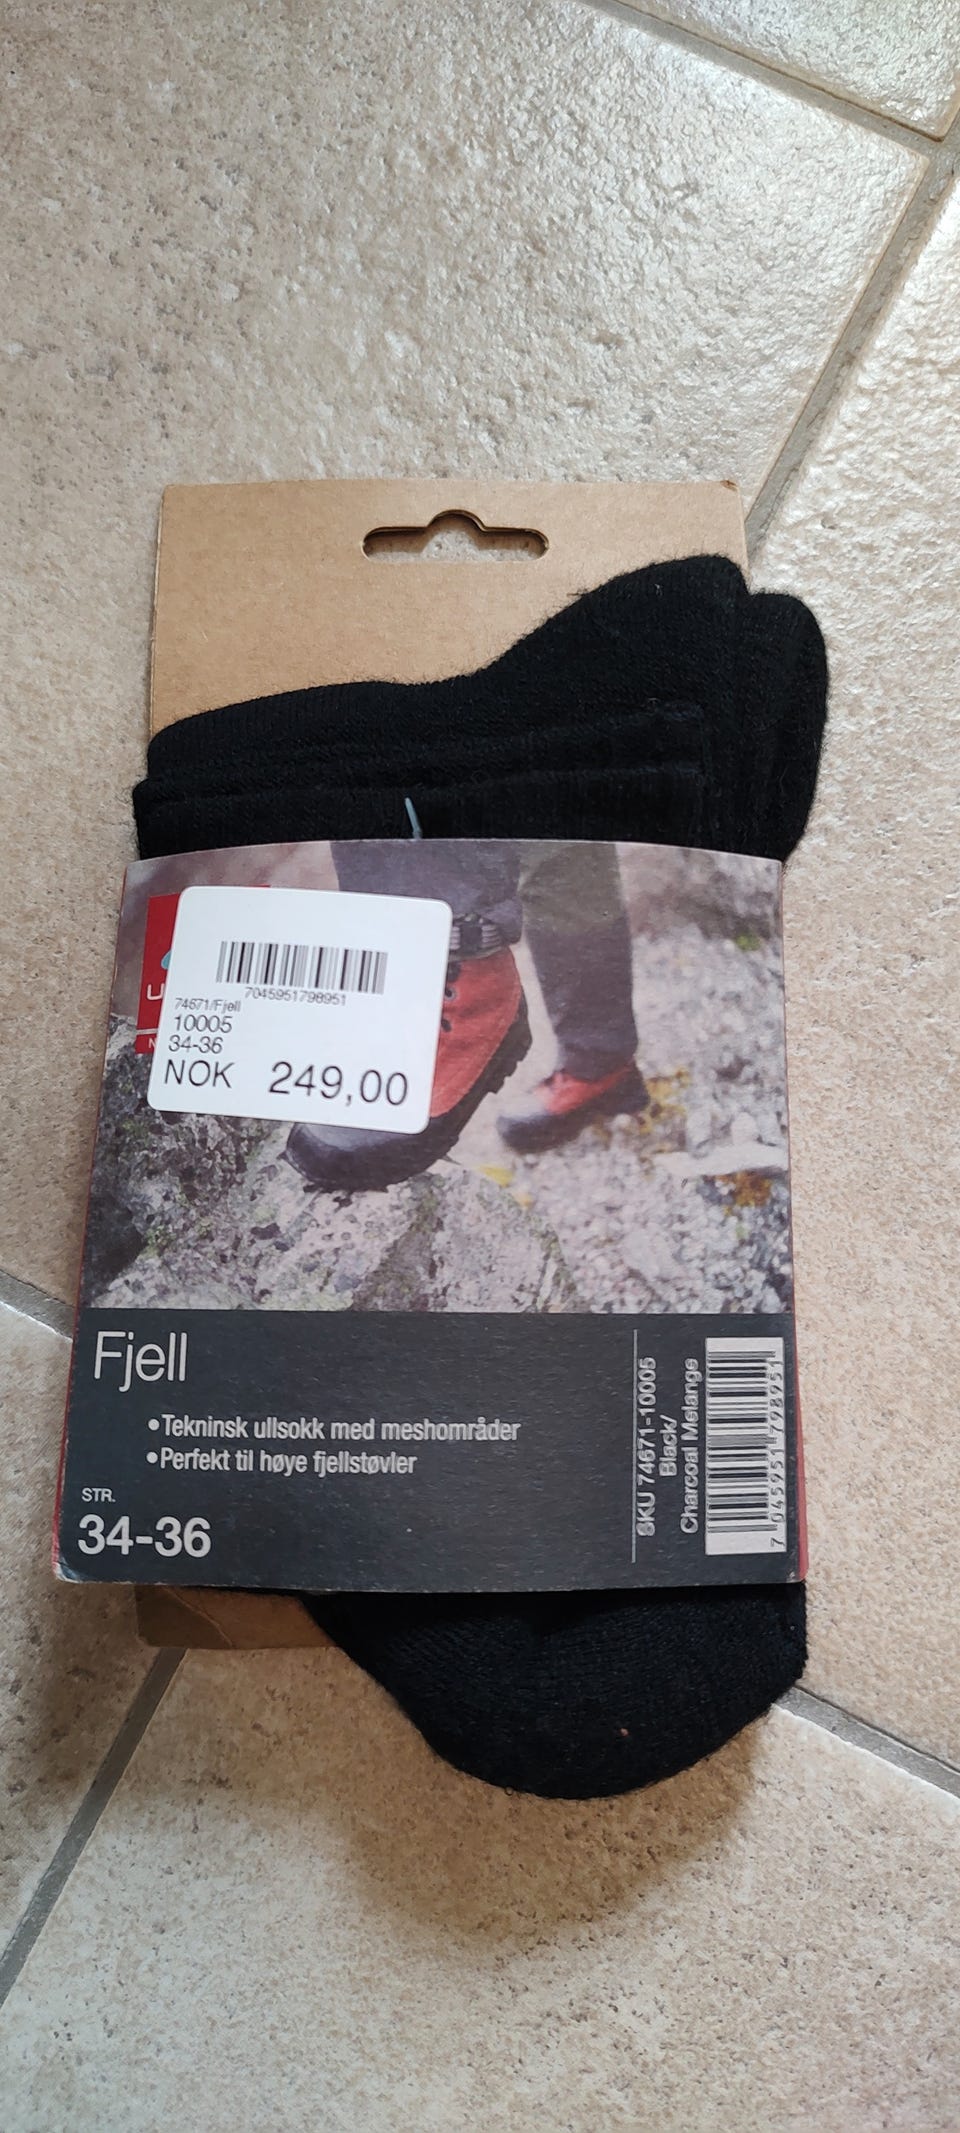 7045951798951
74671/Fjell
10005
34-36
NOK 249,00
Fjell
•Tekninsk ullsokk med meshområder
•Perfekt til høye fjellstøvler
STR.
34-36
SKU 74671-10005
Black/
Charcoal Melange
7 045951 798951